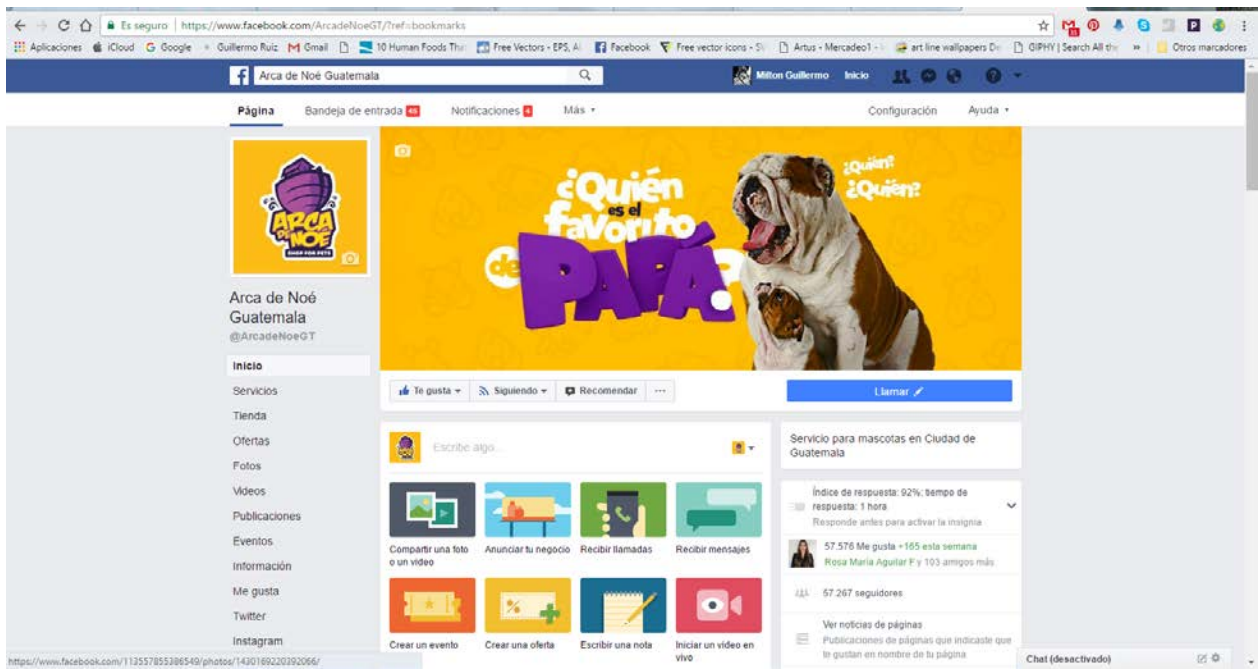 Es seguro | https://www.facebook.com/ArcadeNoeGT/?ref=bookmarks
Aplicaciones iCloud Google Guillermo Ruiz Gmail 10 Human Foods Tha Free Vectors - EPS, A Facebook Free vector icons - S Artus - Mercadeo1 - art line wallpapers De GIPHY | Search All the » Otros marcadores
Arca de Noé Guatemala Milton Guillermo Inicio
Página Bandeja de entrada Notificaciones 4 Más Configuración Ayuda
¿Quién
es el
favorito
de PAPÁ?
¿Quién?
¿Quién?
ARCA
DE NOÉ
SHOP FOR PETS
Arca de Noé
Guatemala
@ArcadeNoeGT
Inicio
Servicios
Tienda
Ofertas
Fotos
Videos
Publicaciones
Eventos
Información
Me gusta
Twitter
Instagram
Te gusta Siguiendo Recomendar ...
Llamar
Escribe algo...
Compartir una foto
o un video
Anunciar tu negocio
Recibir llamadas
Recibir mensajes
Crear un evento
Crear una oferta
Escribir una nota
Iniciar un video en
vivo
Servicio para mascotas en Ciudad de
Guatemala
Índice de respuesta: 92%; tiempo de
respuesta: 1 hora
Responde antes para activar la insignia
57.576 Me gusta +165 esta semana
Rosa Maria Aguilar F y 103 amigos más
57.267 seguidores
Ver noticias de páginas
Publicaciones de páginas que indicaste que
te gustan en nombre de tu página
Chat (desactivado)
https://www.facebook.com/113557855386549/photos/1430169220392066/